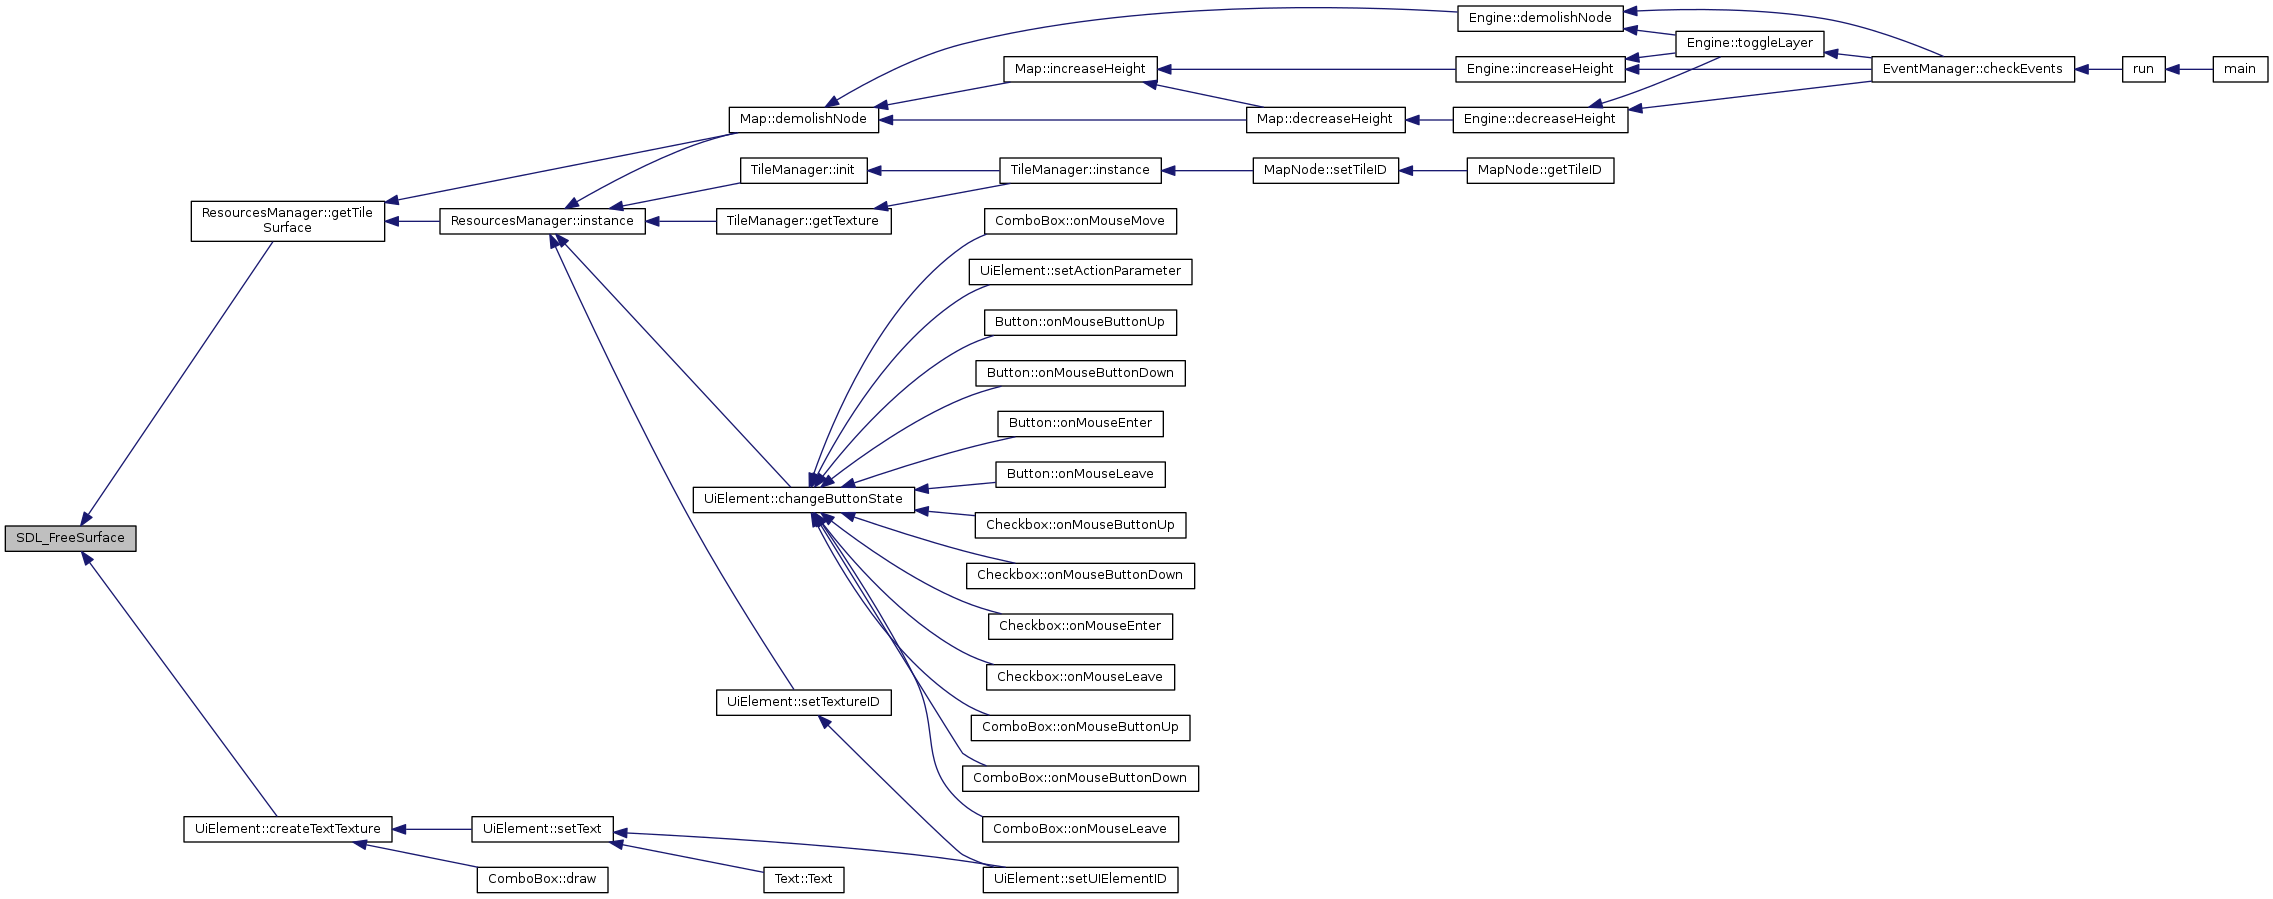 Engine::demolishNode
Engine::toggleLayer
Map::increaseHeight
Engine::increaseHeight
EventManager::checkEvents
run
main
Map::demolishNode
Map::decreaseHeight
Engine::decreaseHeight
TileManager::init
TileManager::instance
MapNode::setTileID
MapNode::getTileID
ResourcesManager::getTile
Surface
ResourcesManager::instance
TileManager::getTexture
ComboBox::onMouseMove
UiElement::setActionParameter
Button::onMouseButtonUp
Button::onMouseButtonDown
Button::onMouseEnter
Button::onMouseLeave
UiElement::changeButtonState
Checkbox::onMouseButtonUp
SDL_FreeSurface
Checkbox::onMouseButtonDown
Checkbox::onMouseEnter
Checkbox::onMouseLeave
UiElement::setTextureID
ComboBox::onMouseButtonUp
ComboBox::onMouseButtonDown
UiElement::createTextTexture
UiElement::setText
ComboBox::onMouseLeave
ComboBox::draw
Text::Text
UiElement::setUIElementID